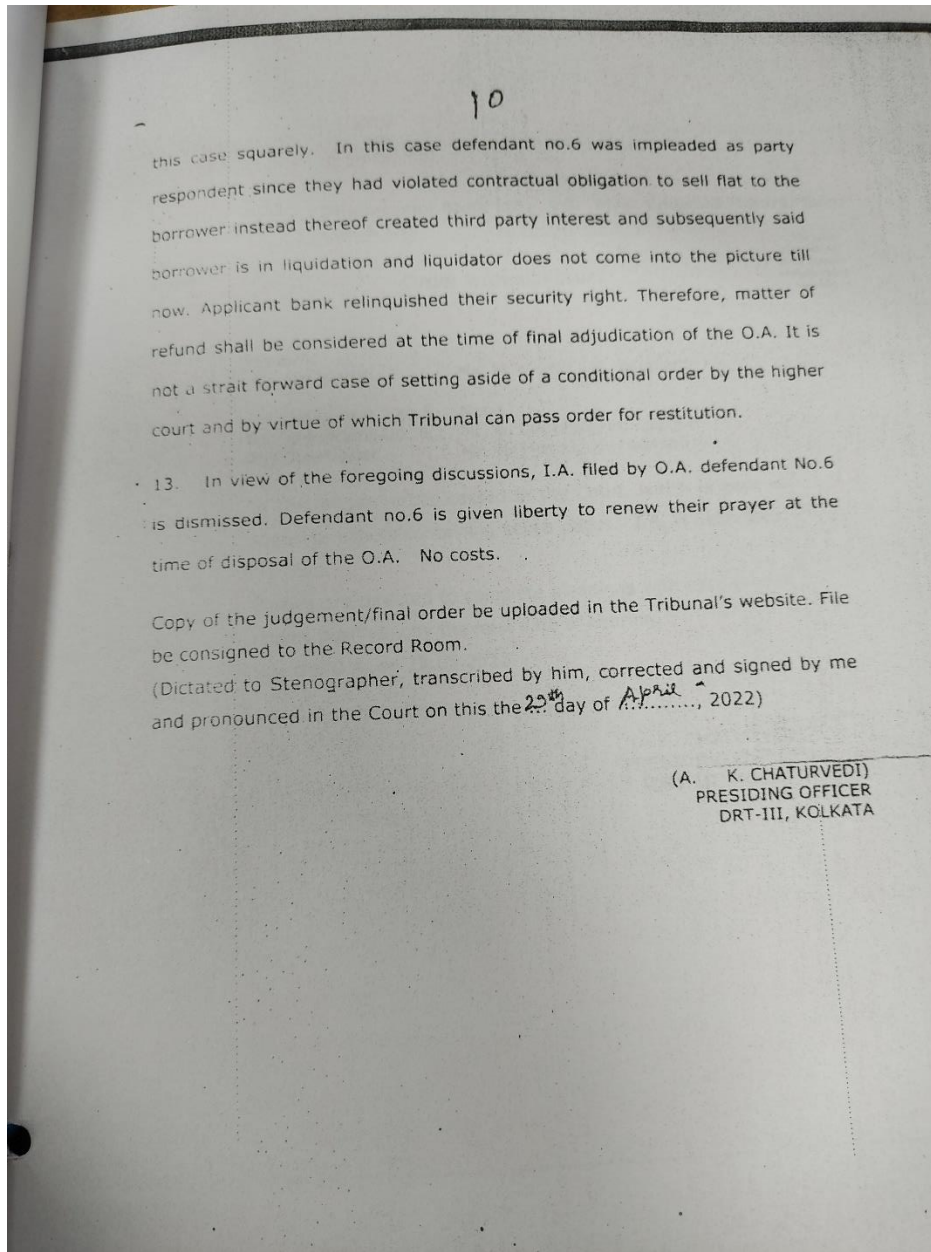 10
this case squarely. In this case defendant no.6 was impleaded as party
respondent since they had violated contractual obligation to sell flat to the
borrower instead thereof created third party interest and subsequently said
borrower is in liquidation and liquidator does not come into the picture till
now. Applicant bank relinquished their security right. Therefore, matter of
refund shall be considered at the time of final adjudication of the O.A. It is
not a strait forward case of setting aside of a conditional order by the higher
court and by virtue of which Tribunal can pass order for restitution.
13. In view of the foregoing discussions, I.A. filed by O.A. defendant No.6
is dismissed. Defendant no.6 is given liberty to renew their prayer at the
time of disposal of the O.A. No costs.
Copy of the judgement/final order be uploaded in the Tribunal's website. File
be consigned to the Record Room.
(Dictated to Stenographer, transcribed by him, corrected and signed by me
and pronounced in the Court on this the day of April, 2022)
(A. K. CHATURVEDI)
PRESIDING OFFICER
DRT-III, KOLKATA